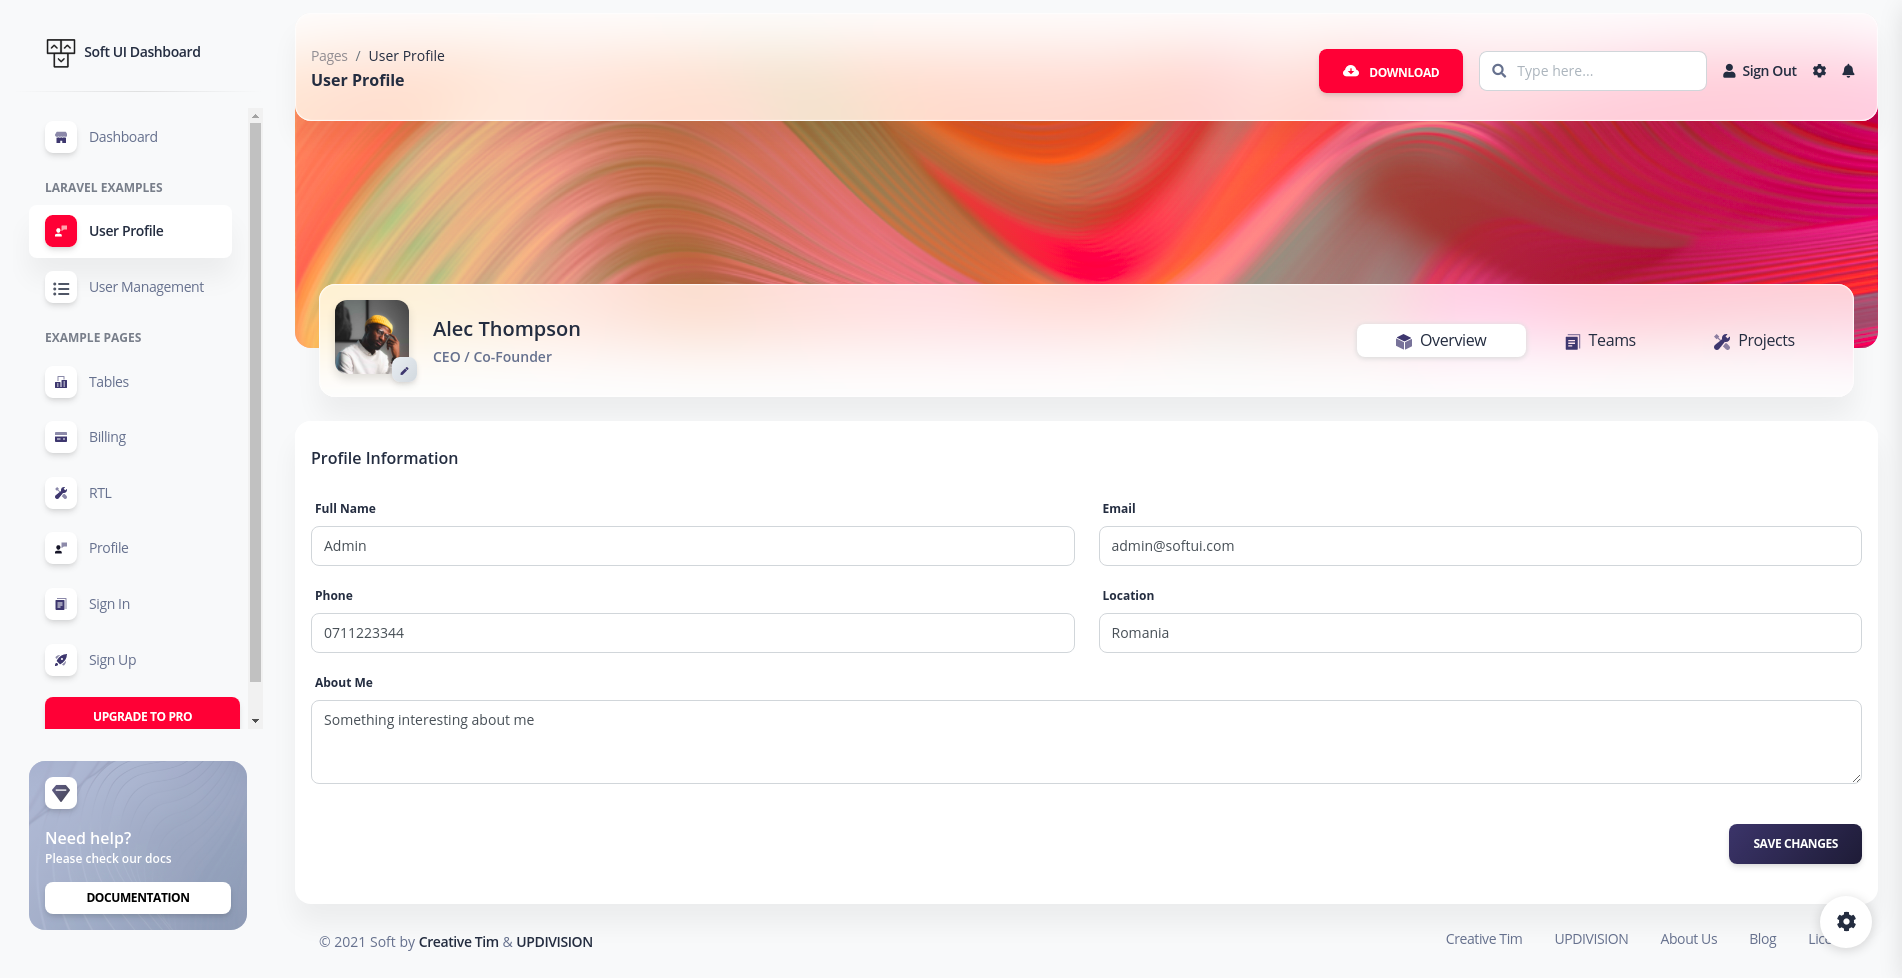 Soft UI Dashboard
Dashboard
LARAVEL EXAMPLES
User Profile
User Management
EXAMPLE PAGES
Tables
Billing
RTL
Profile
Sign In
Sign Up
UPGRADE TO PRO
Need help?
Please check our docs
DOCUMENTATION
Pages / User Profile
User Profile
DOWNLOAD
Type here...
Sign Out
Alec Thompson
CEO / Co-Founder
Overview
Teams
Projects
Profile Information
Full Name
Admin
Email
admin@softui.com
Phone
0711223344
Location
Romania
About Me
Something interesting about me
SAVE CHANGES
© 2021 Soft by Creative Tim & UPDIVISION
Creative Tim
UPDIVISION
About Us
Blog